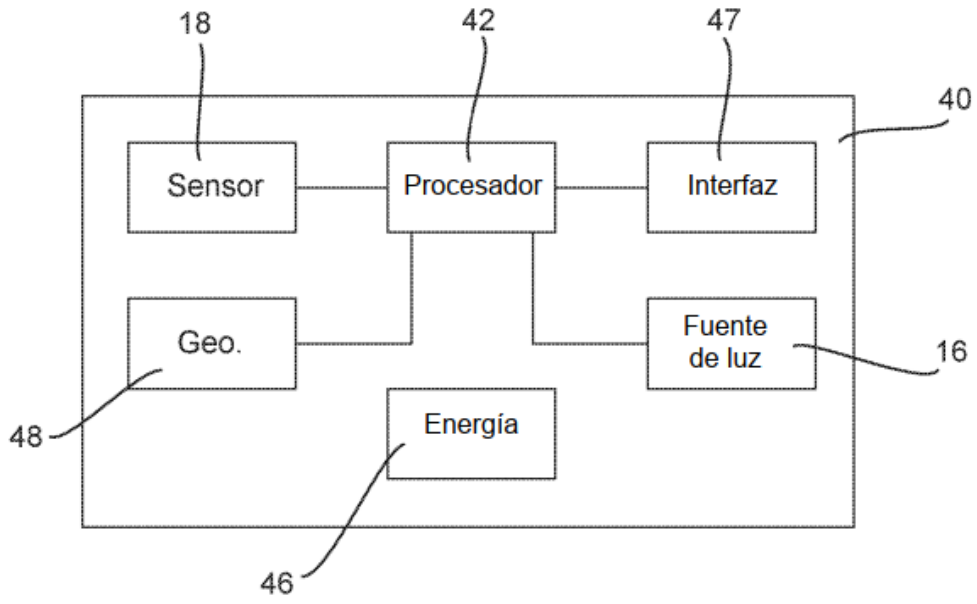 18
42
47
40
Sensor
Procesador
Interfaz
Geo.
Fuente
de luz
16
48
Energía
46